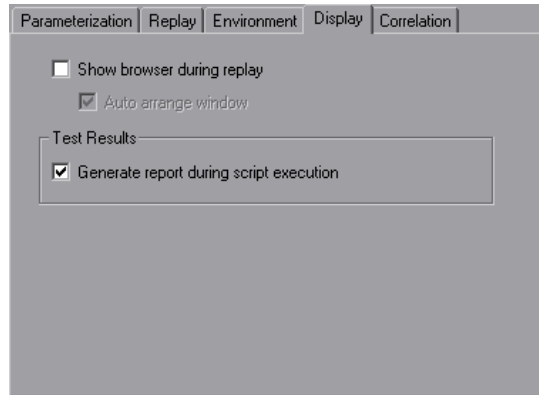 Parameterization Replay Environment Display Correlation
Show browser during replay
Auto arrange window
Test Results
Generate report during script execution